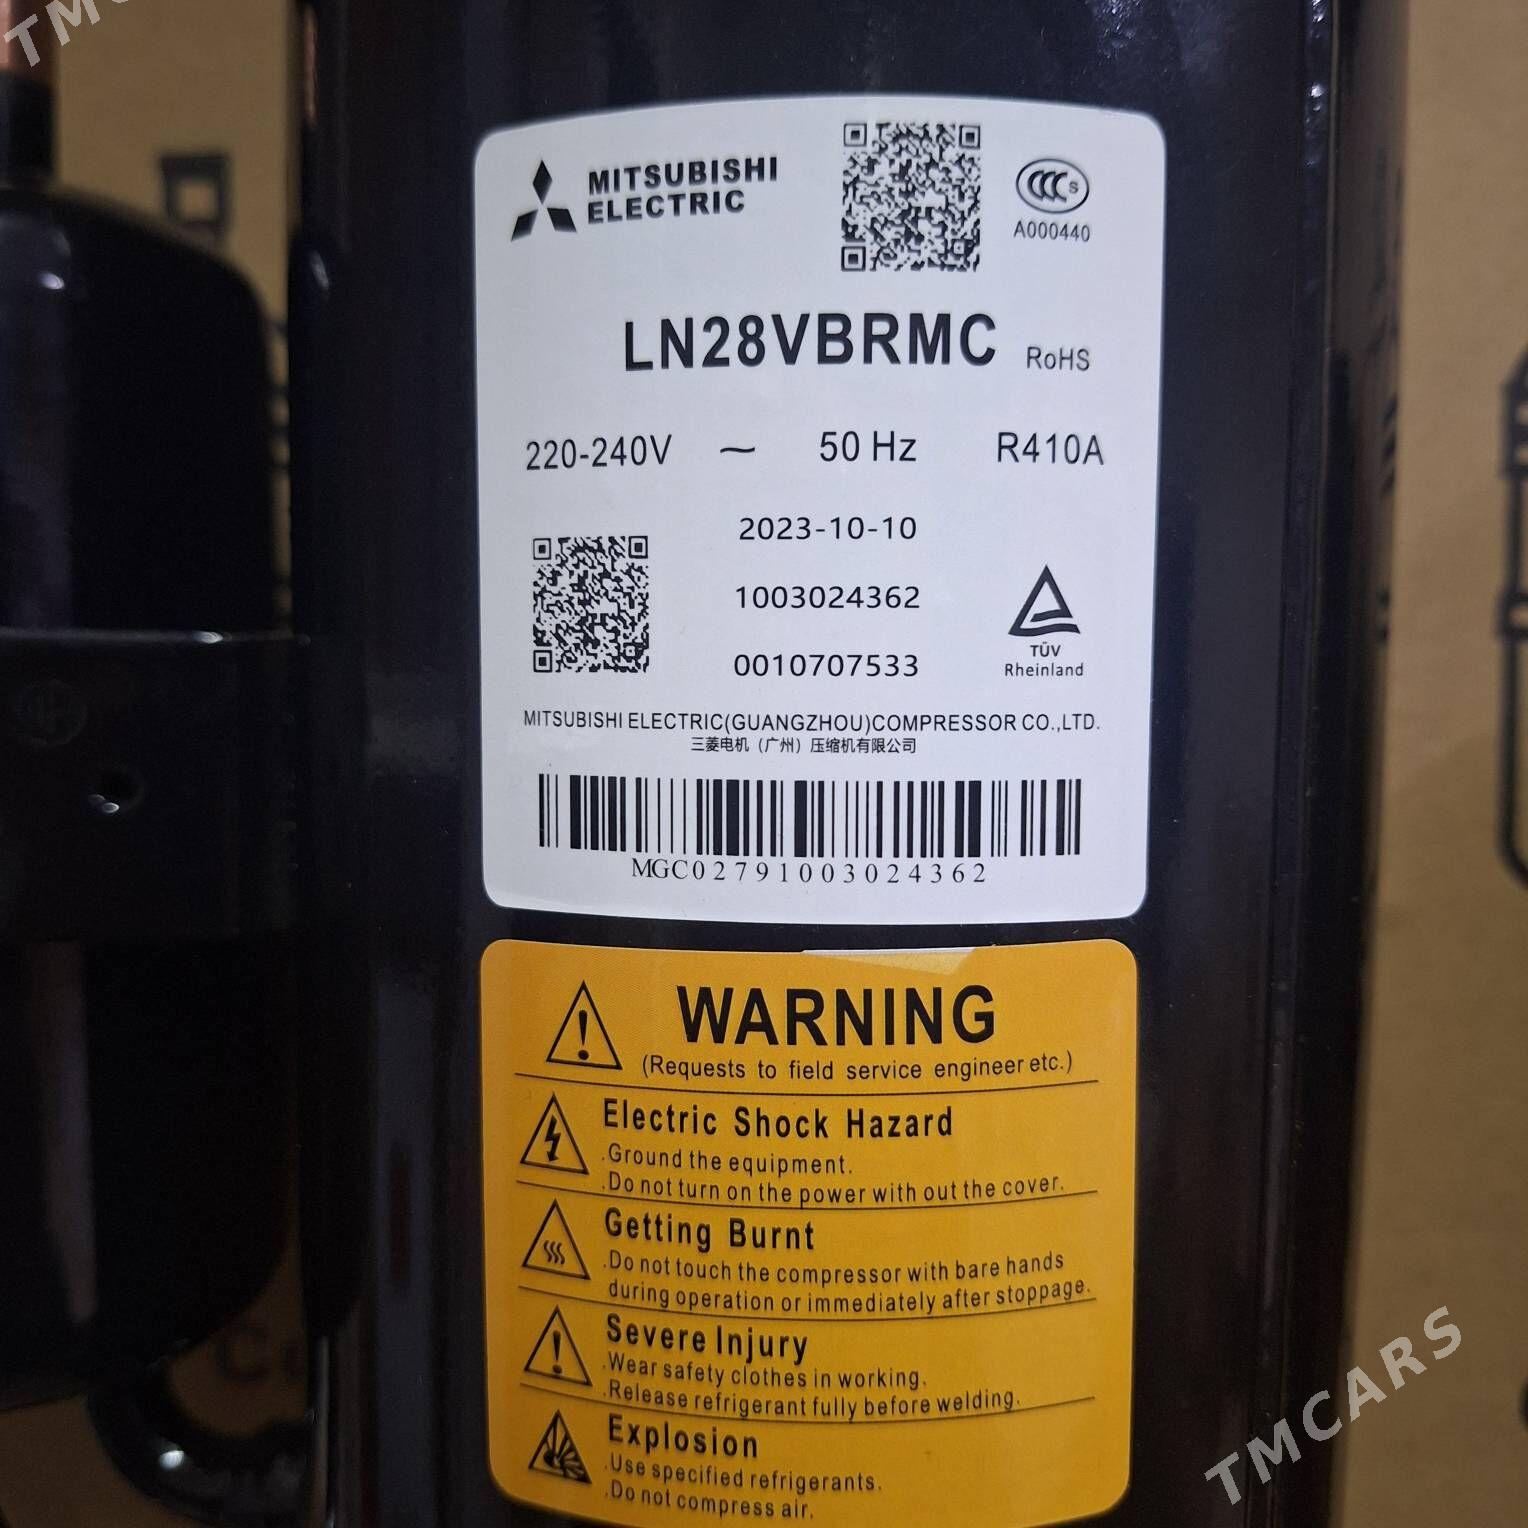 MITSUBISHI
ELECTRIC
CCC S
A000440
LN28VBRMC RoHS
220-240V ~ 50 Hz R410A
2023-10-10
1003024362
0010707533
TÜV
Rheinland
MITSUBISHI ELECTRIC(GUANGZHOU)COMPRESSOR CO.,LTD.
三菱电机（广州）压缩机有限公司
MGC02791003024362
WARNING
(Requests to field service engineer etc.)
Electric Shock Hazard
.Ground the equipment.
.Do not turn on the power with out the cover.
Getting Burnt
.Do not touch the compressor with bare hands
during operation or immediately after stoppage.
Severe Injury
.Wear safety clothes in working.
.Release refrigerant fully before welding.
Explosion
.Use specified refrigerants.
.Do not compress air.
TMCARS